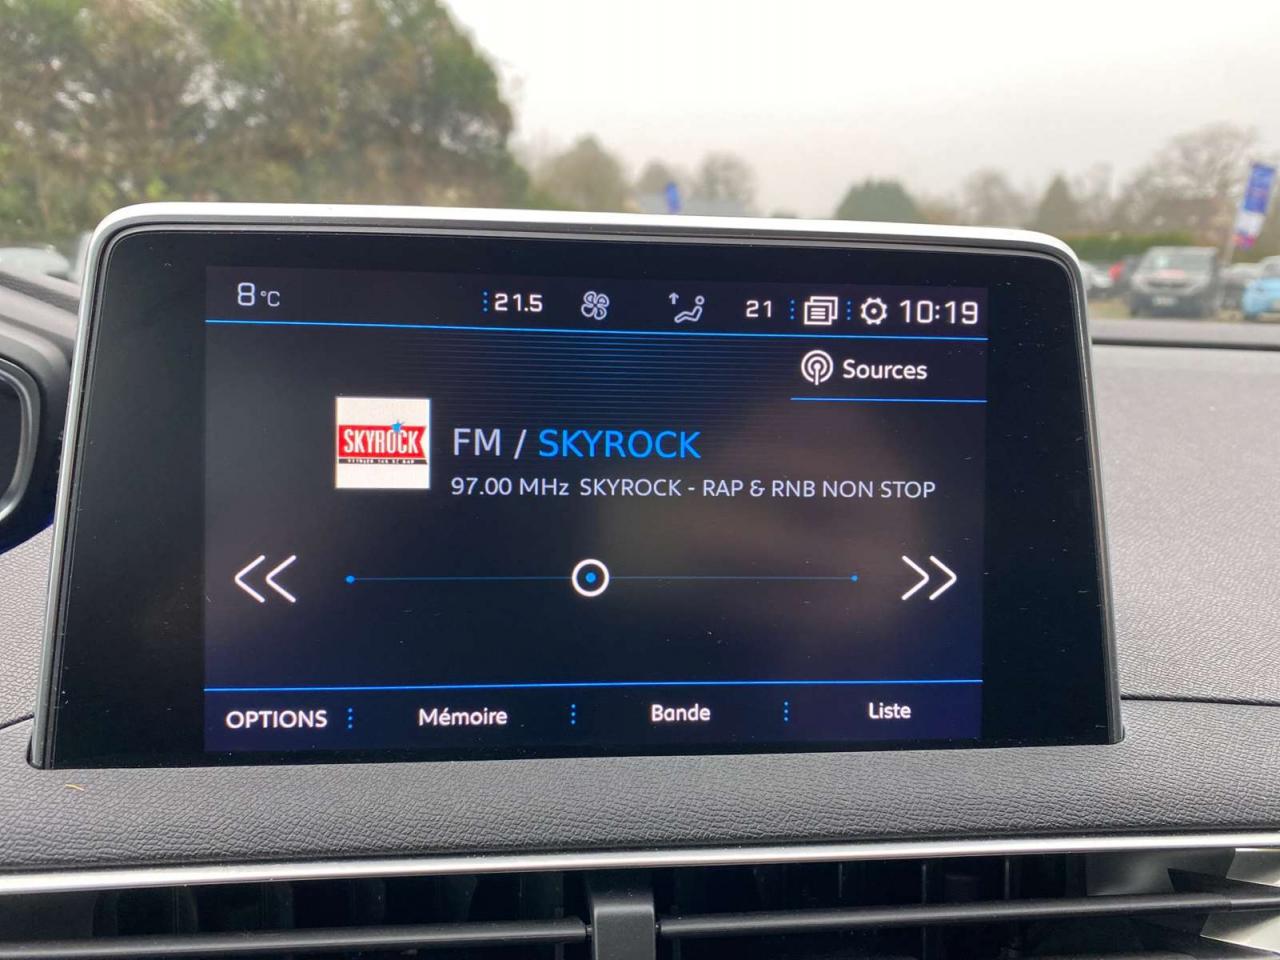 8°C
21.5
21
10:19
Sources
SKYROCK
FM / SKYROCK
97.00 MHz SKYROCK - RAP & RNB NON STOP
OPTIONS
Mémoire
Bande
Liste